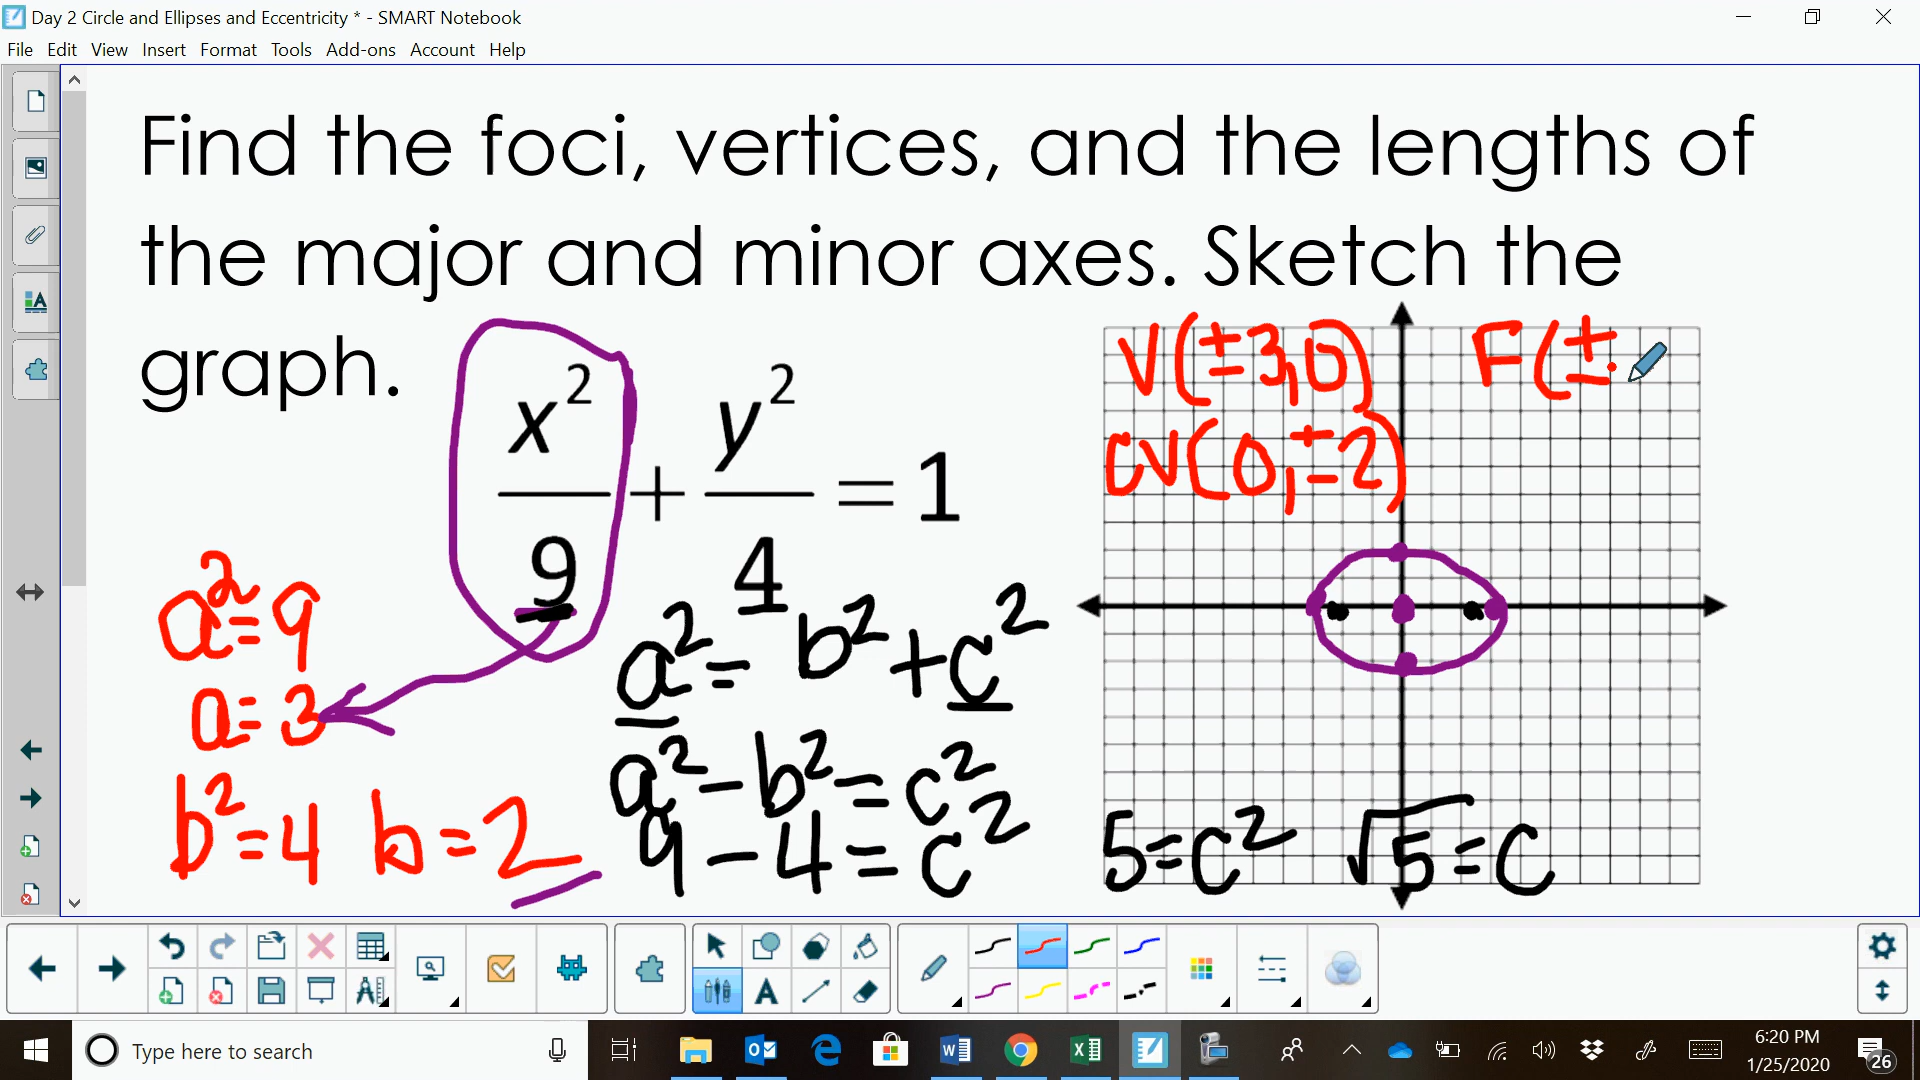 Day 2 Circle and Ellipses and Eccentricity * - SMART Notebook
File Edit View Insert Format Tools Add-ons Account Help
Find the foci, vertices, and the lengths of
the major and minor axes. Sketch the
graph.
x²/9 + y²/4 = 1
a²=9
a=3
b²=4 b=2
a²= b²+c²
a²-b²=c²
9-4=c²
V(±3,0)
CV(0,±2)
F(±
5=c² √5=c
Type here to search
6:20 PM
1/25/2020
26